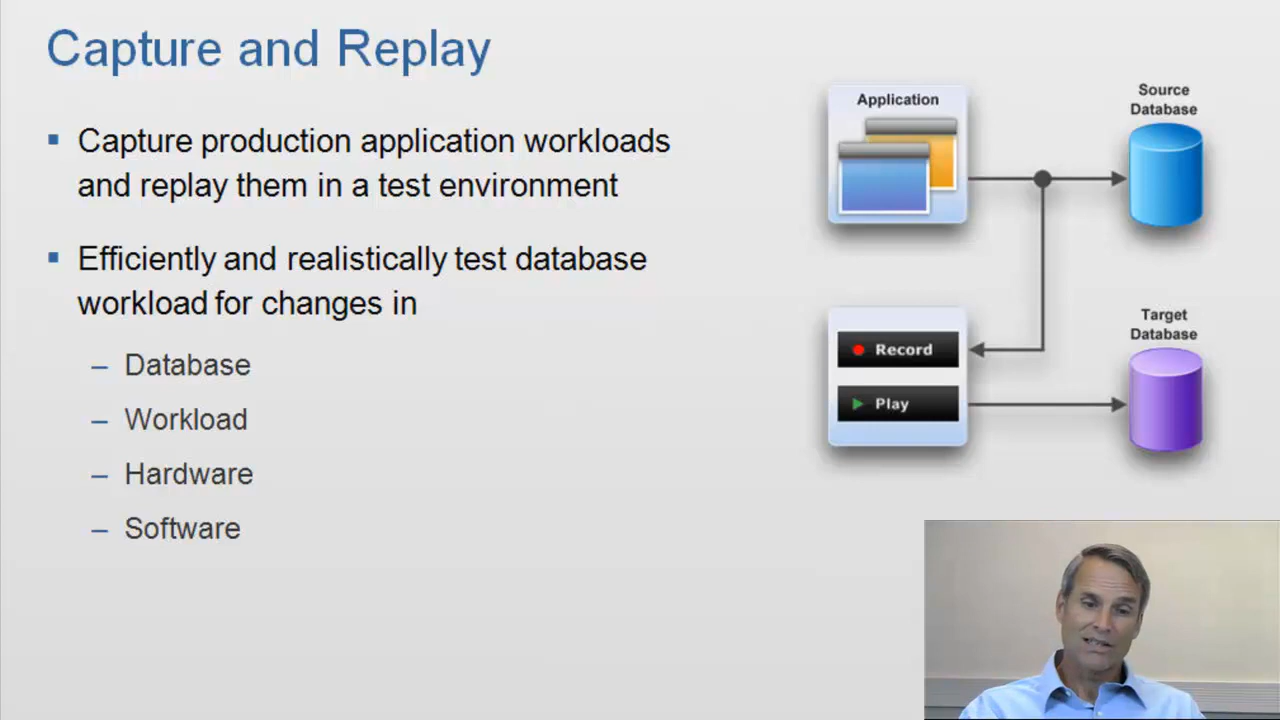 Capture and Replay
▪ Capture production application workloads
and replay them in a test environment
▪ Efficiently and realistically test database
workload for changes in
– Database
– Workload
– Hardware
– Software
Application
Source
Database
Record
Play
Target
Database